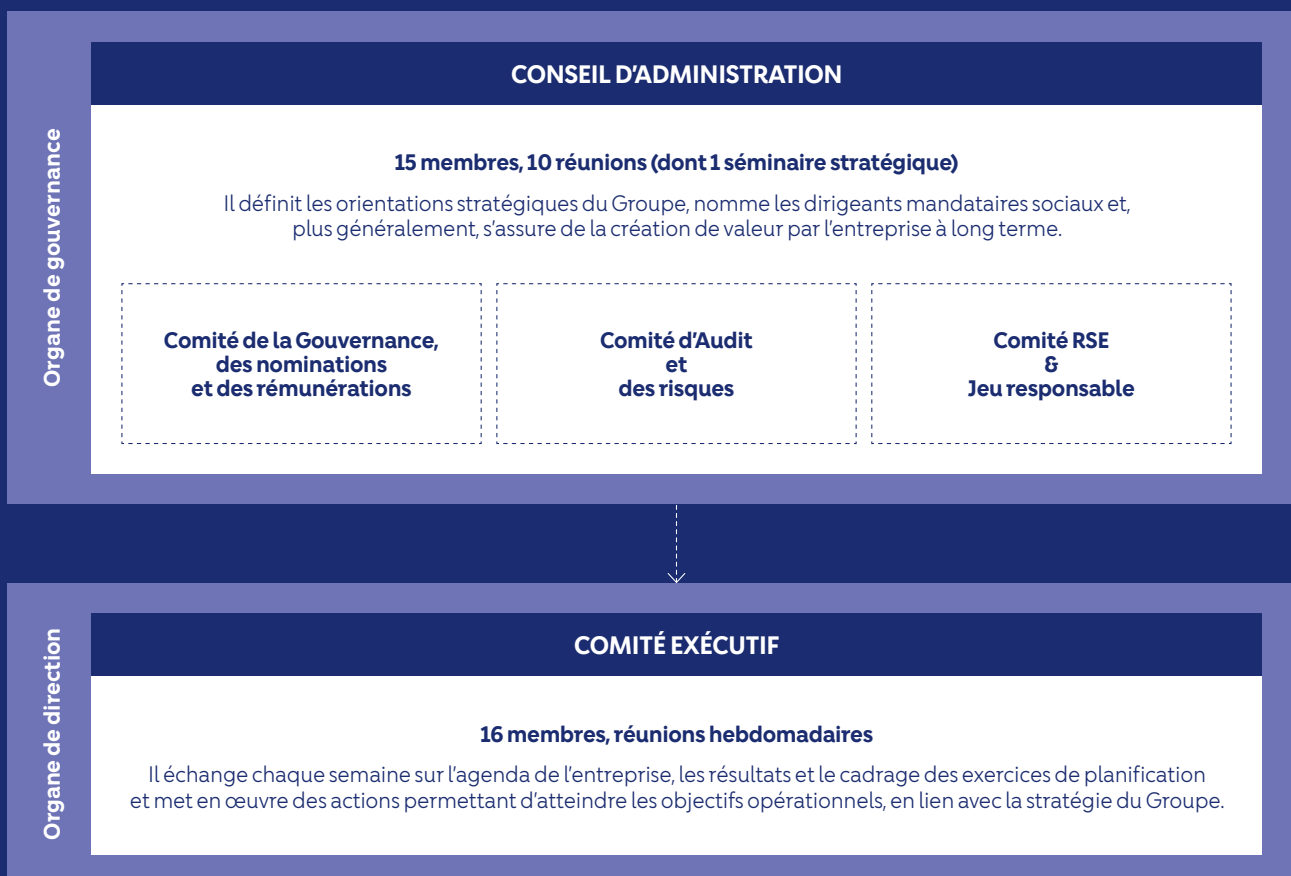 Organe de gouvernance
CONSEIL D'ADMINISTRATION
15 membres, 10 réunions (dont 1 séminaire stratégique)
Il définit les orientations stratégiques du Groupe, nomme les dirigeants mandataires sociaux et,
plus généralement, s'assure de la création de valeur par l'entreprise à long terme.
Comité de la Gouvernance,
des nominations
et des rémunérations
Comité d'Audit
et
des risques
Comité RSE
&
Jeu responsable
Organe de direction
COMITÉ EXÉCUTIF
16 membres, réunions hebdomadaires
Il échange chaque semaine sur l'agenda de l'entreprise, les résultats et le cadrage des exercices de planification
et met en œuvre des actions permettant d'atteindre les objectifs opérationnels, en lien avec la stratégie du Groupe.